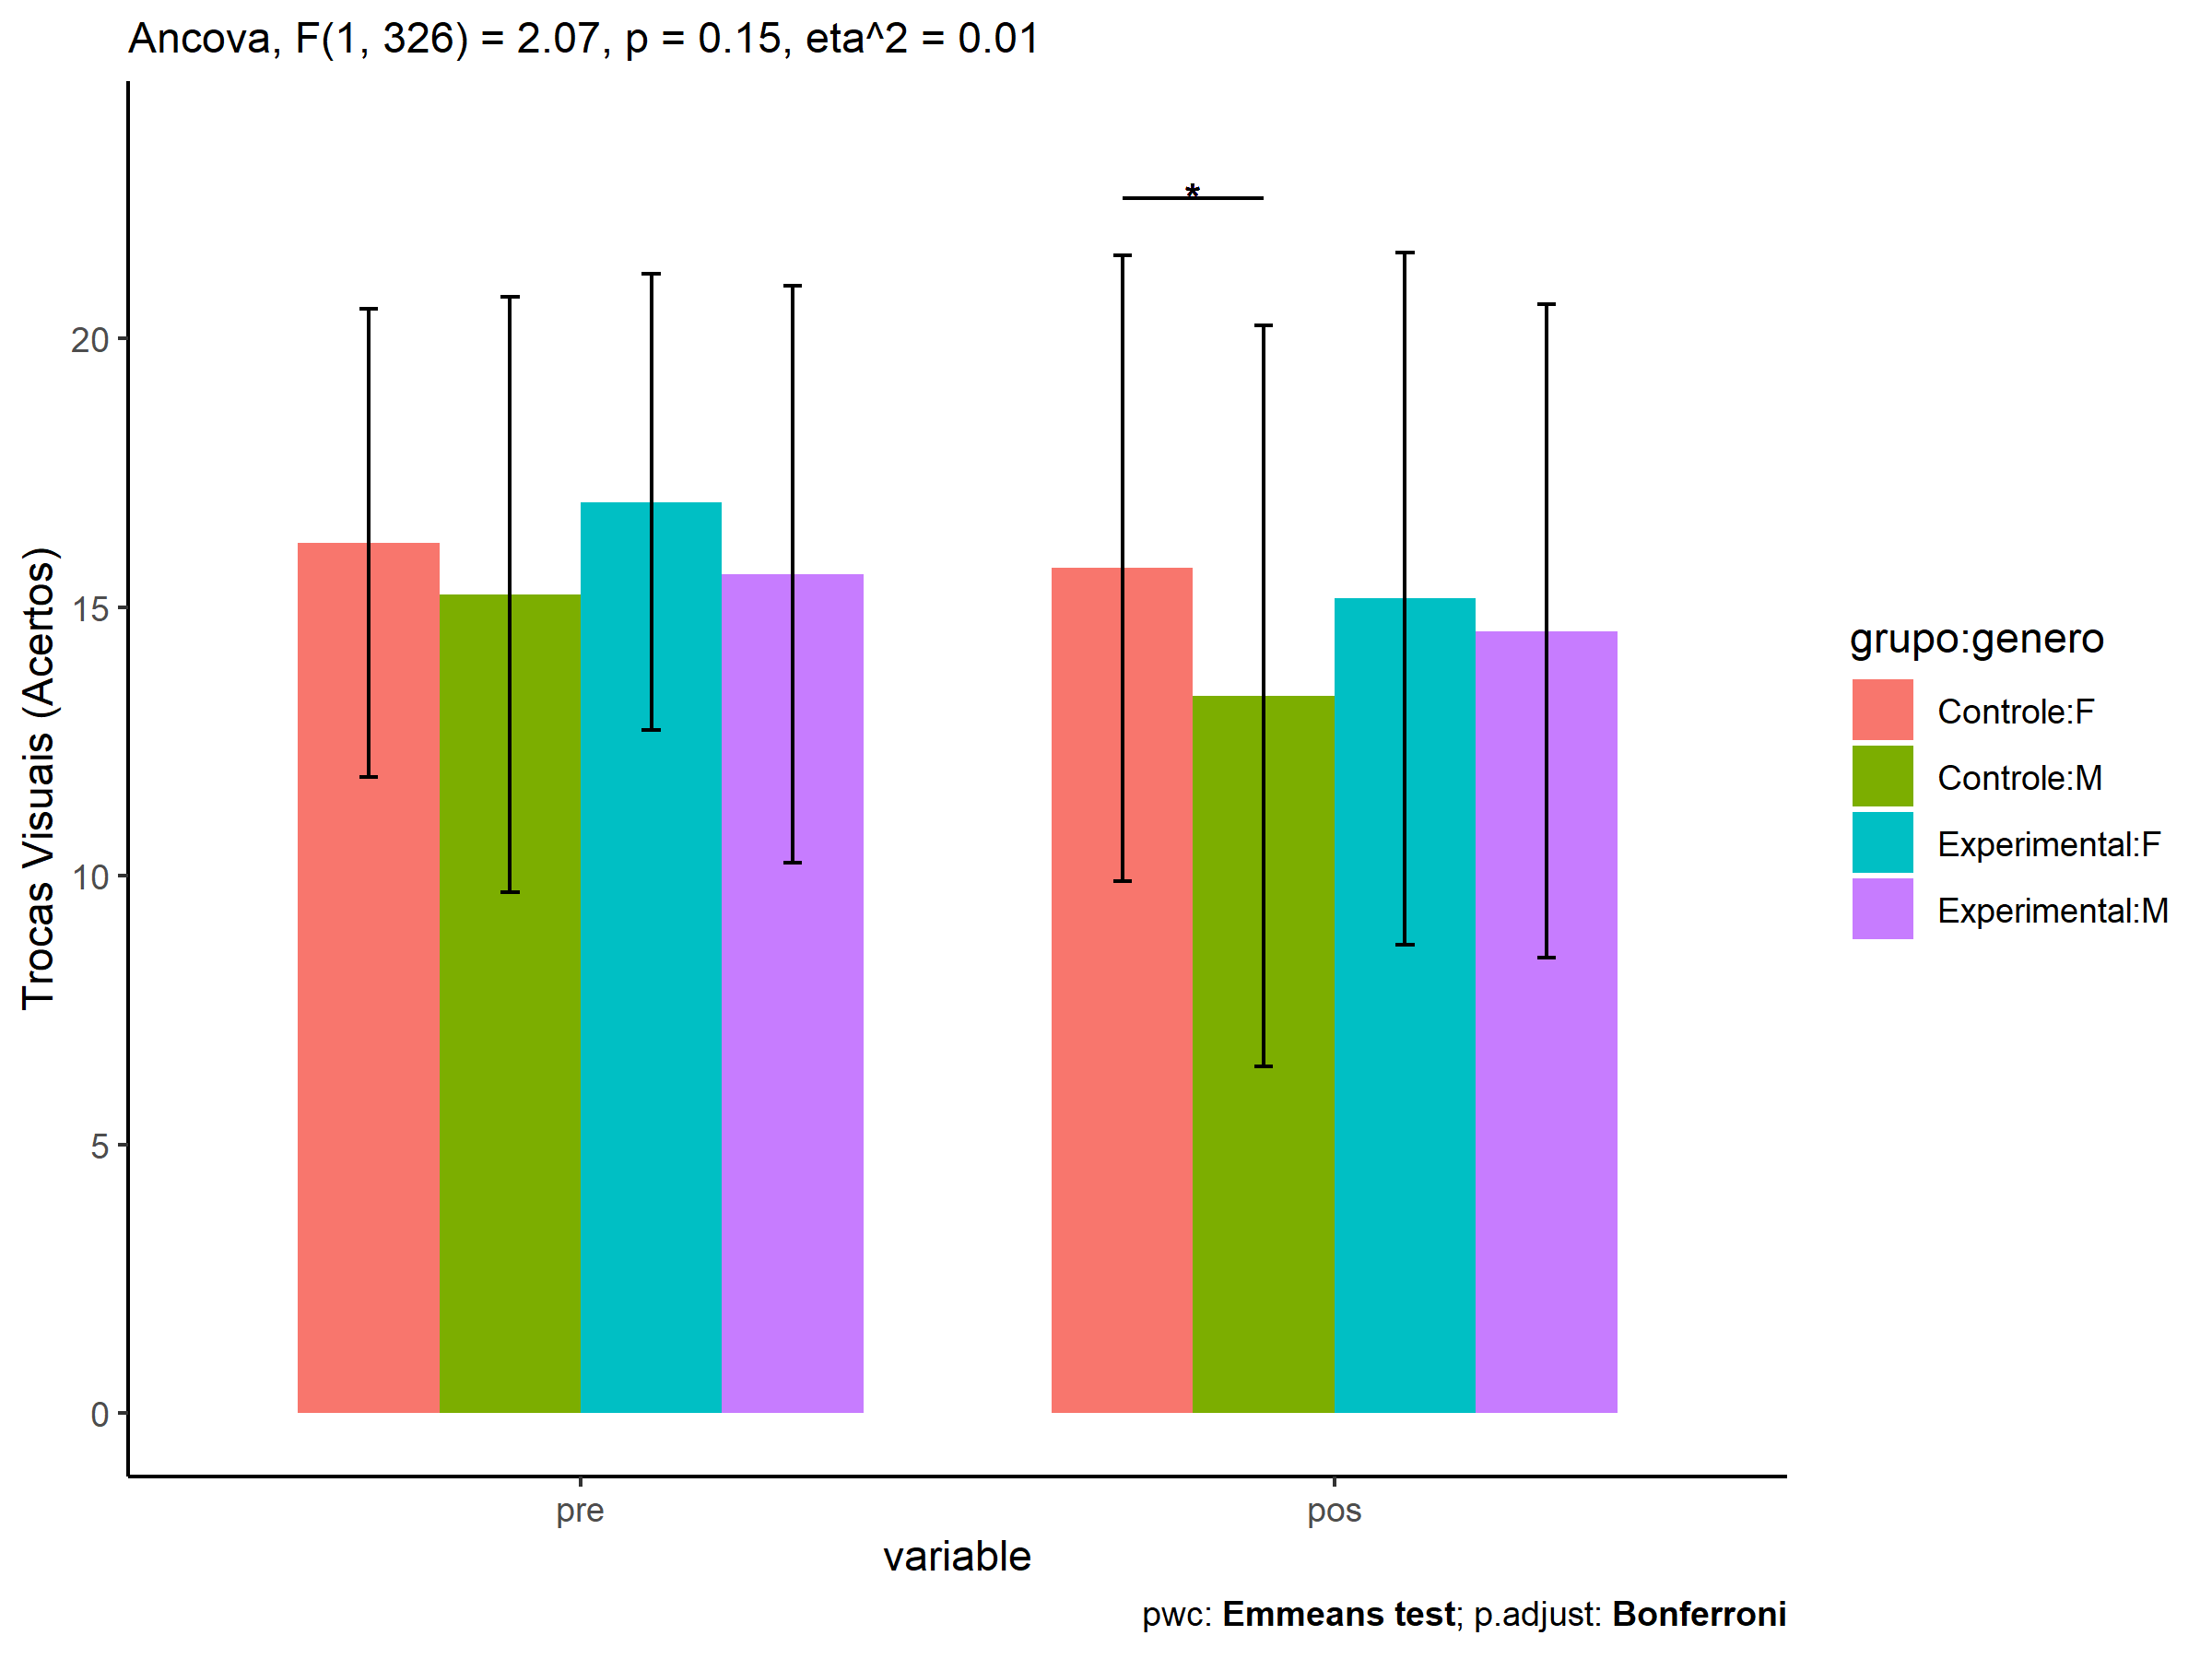 Ancova, F(1, 326) = 2.07, p = 0.15, eta^2 = 0.01
*
Trocas Visuais (Acertos)
20
15
10
5
0
pre
pos
variable
grupo:genero
Controle:F
Controle:M
Experimental:F
Experimental:M
pwc: Emmeans test; p.adjust: Bonferroni